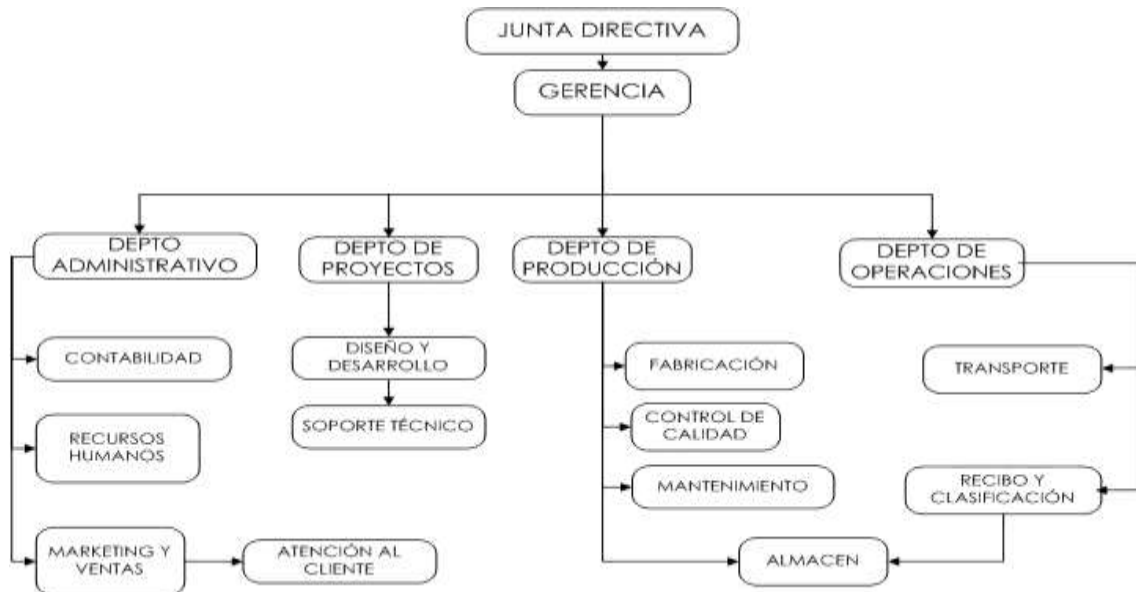 JUNTA DIRECTIVA
GERENCIA
DEPTO
ADMINISTRATIVO
DEPTO DE
PROYECTOS
DEPTO DE
PRODUCCIÓN
DEPTO DE
OPERACIONES
CONTABILIDAD
DISEÑO Y
DESARROLLO
FABRICACIÓN
TRANSPORTE
RECURSOS
HUMANOS
SOPORTE TÉCNICO
CONTROL DE
CALIDAD
MANTENIMIENTO
RECIBO Y
CLASIFICACIÓN
MARKETING Y
VENTAS
ATENCIÓN AL
CLIENTE
ALMACEN